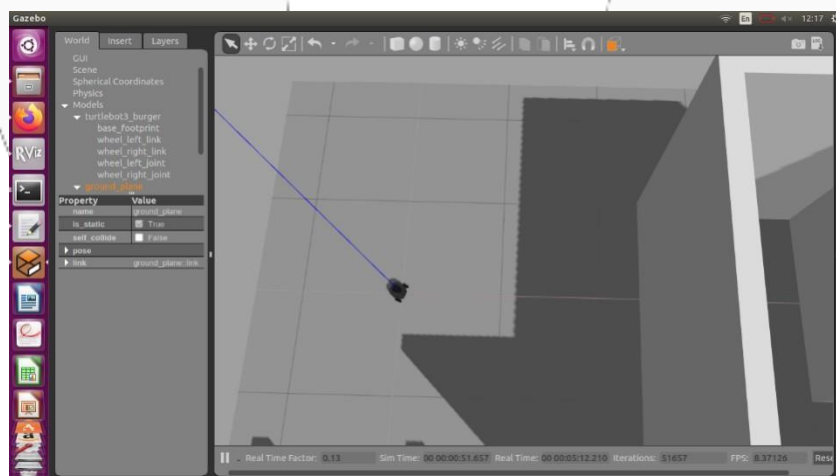 Gazebo
En
12:17
World Insert Layers
GUI
Scene
Spherical Coordinates
Physics
Models
turtlebot3_burger
base_footprint
wheel_left_link
wheel_right_link
wheel_left_joint
wheel_right_joint
ground_plane
Property Value
name ground_plane
is_static True
self_collide False
pose
link ground_plane::link
RViz
Real Time Factor: 0.13 Sim Time: 00 00:00:51.657 Real Time: 00 00:05:12.210 Iterations: 51657 FPS: 8.37126 Rese